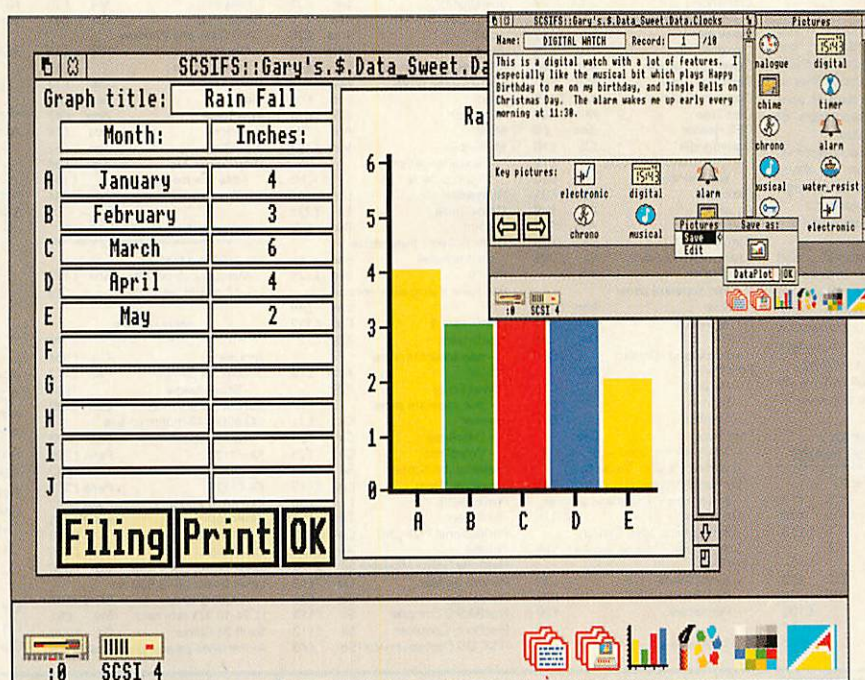 SCSIFS::Gary's.$.Data_Sweet.Da
Graph title: Rain Fall
Month: Inches:
A January 4
B February 3
C March 6
D April 4
E May 2
F
G
H
I
J
Filing Print OK
Ra
6
5
4
3
2
1
0
A B C D E
:0 SCSI 4
SCSIFS::Gary's.$.Data_Sweet.Data.Clocks
Name: DIGITAL WATCH Record: 1 /10
This is a digital watch with a lot of features. I
especially like the musical bit which plays Happy
Birthday to me on my birthday, and Jingle Bells on
Christmas Day. The alarm wakes me up early every
morning at 11:30.
Key pictures:
electronic digital alarm
chrono musical
Pictures
Save
Edit
Save as:
DataPlot OK
:0 SCSI 4
Pictures
nalogue digital
chime timer
chrono alarm
usical water_resist
electronic